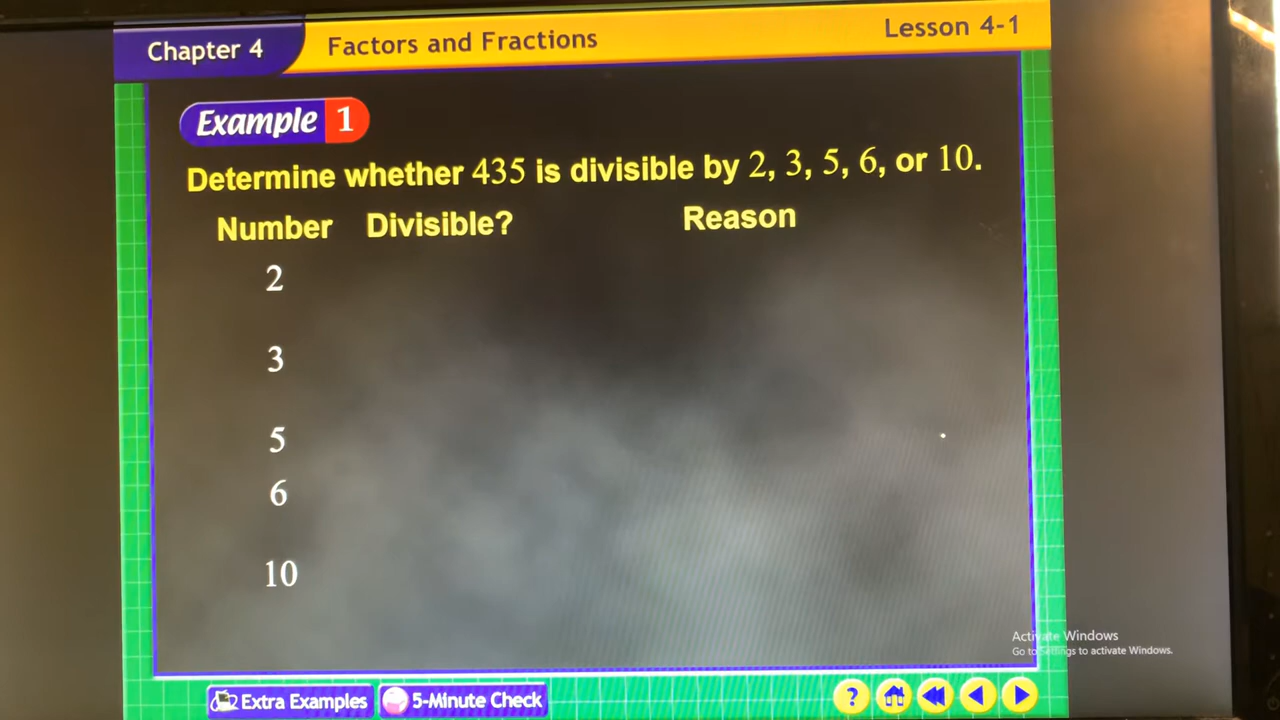 Chapter 4 Factors and Fractions Lesson 4-1
Example 1
Determine whether 435 is divisible by 2, 3, 5, 6, or 10.
Number Divisible? Reason
2
3
5
6
10
Activate Windows
Go to Settings to activate Windows.
Extra Examples 5-Minute Check ?